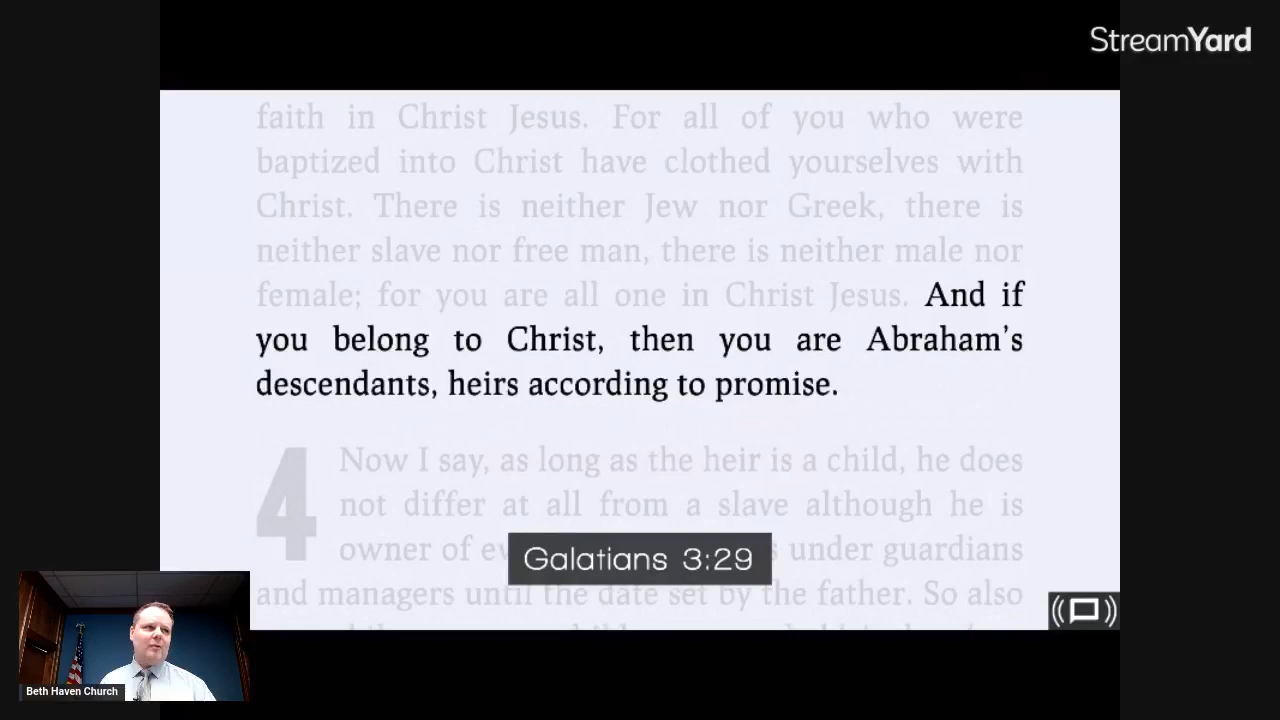 StreamYard
faith in Christ Jesus. For all of you who were
baptized into Christ have clothed yourselves with
Christ. There is neither Jew nor Greek, there is
neither slave nor free man, there is neither male nor
female; for you are all one in Christ Jesus. And if
you belong to Christ, then you are Abraham's
descendants, heirs according to promise.
4 Now I say, as long as the heir is a child, he does
not differ at all from a slave although he is
owner of under guardians
and managers until the date set by the father. So also
Galatians 3:29
Beth Haven Church